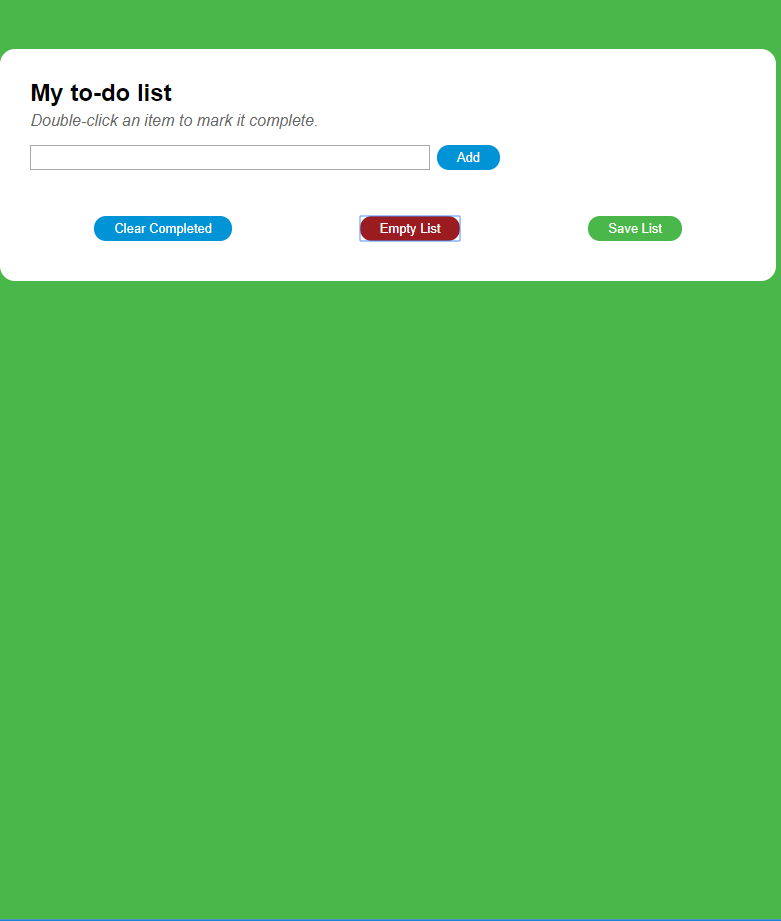 My to-do list
Double-click an item to mark it complete.
Add
Clear Completed
Empty List
Save List